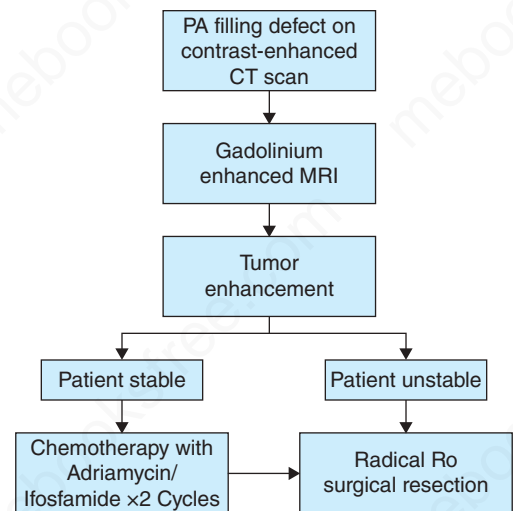 PA filling defect on
contrast-enhanced
CT scan
Gadolinium
enhanced MRI
Tumor
enhancement
Patient stable
Patient unstable
Chemotherapy with
Adriamycin/
Ifosfamide ×2 Cycles
Radical Ro
surgical resection